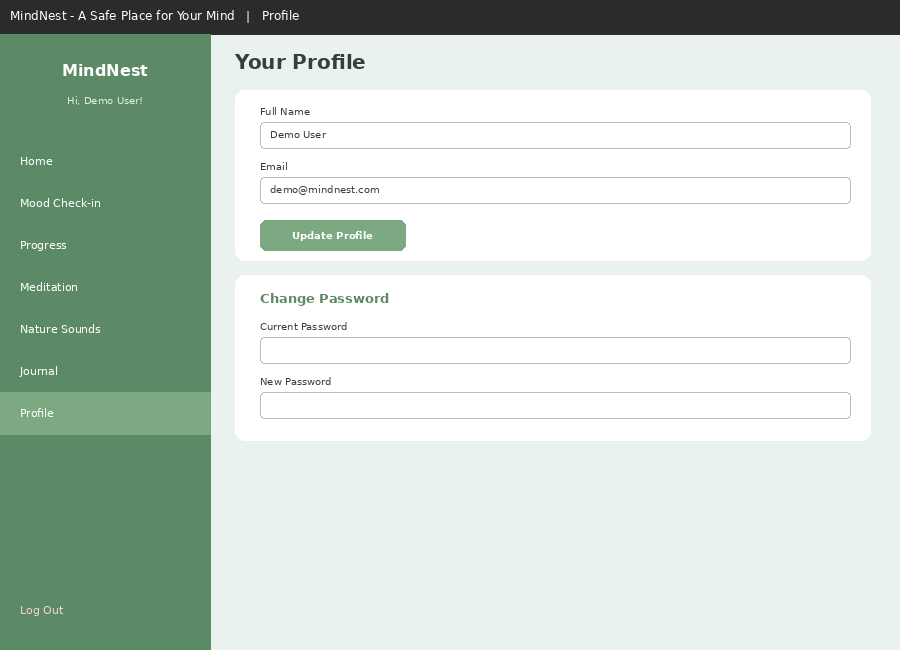 MindNest - A Safe Place for Your Mind | Profile
MindNest
Hi, Demo User!
Home
Mood Check-in
Progress
Meditation
Nature Sounds
Journal
Profile
Log Out
Your Profile
Full Name
Demo User
Email
demo@mindnest.com
Update Profile
Change Password
Current Password
New Password